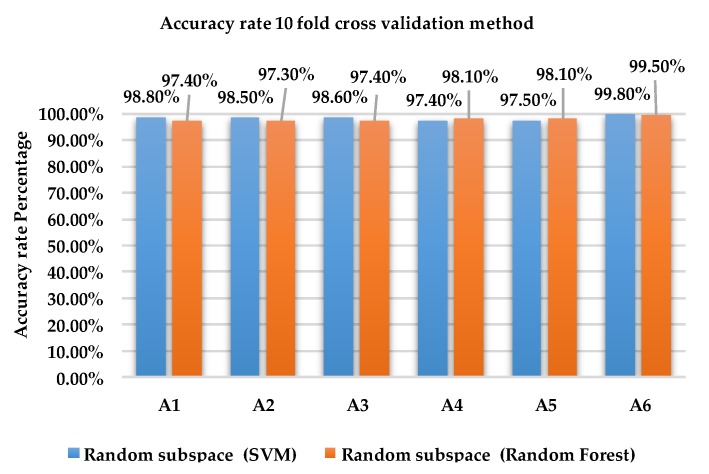 Accuracy rate 10 fold cross validation method
97.40% 97.30% 97.40% 98.10% 98.10% 99.50%
98.80% 98.50% 98.60% 97.40% 97.50% 99.80%
Accuracy rate Percentage
100.00%
90.00%
80.00%
70.00%
60.00%
50.00%
40.00%
30.00%
20.00%
10.00%
0.00%
A1 A2 A3 A4 A5 A6
Random subspace (SVM) Random subspace (Random Forest)